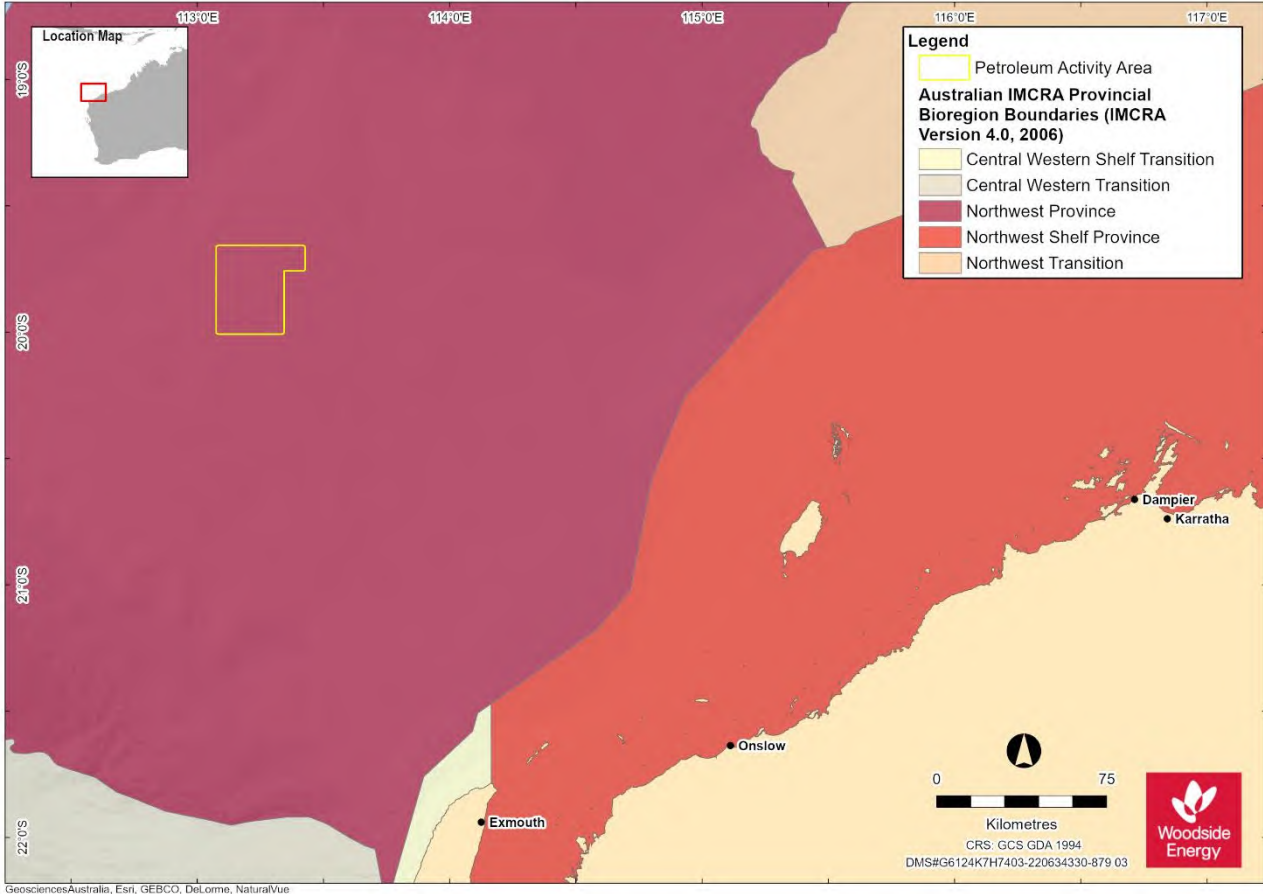 113°0'E
114°0'E
115°0'E
116°0'E
117°0'E
Location Map
19°0'S
20°0'S
21°0'S
22°0'S
Legend
Petroleum Activity Area
Australian IMCRA Provincial
Bioregion Boundaries (IMCRA
Version 4.0, 2006)
Central Western Shelf Transition
Central Western Transition
Northwest Province
Northwest Shelf Province
Northwest Transition
Dampier
Karratha
Onslow
Exmouth
0 75
Kilometres
CRS: GCS GDA 1994
DMS#G6124K7H7403-220634330-879 03
Woodside
Energy
GeosciencesAustralia, Esri, GEBCO, DeLorme, NaturalVue